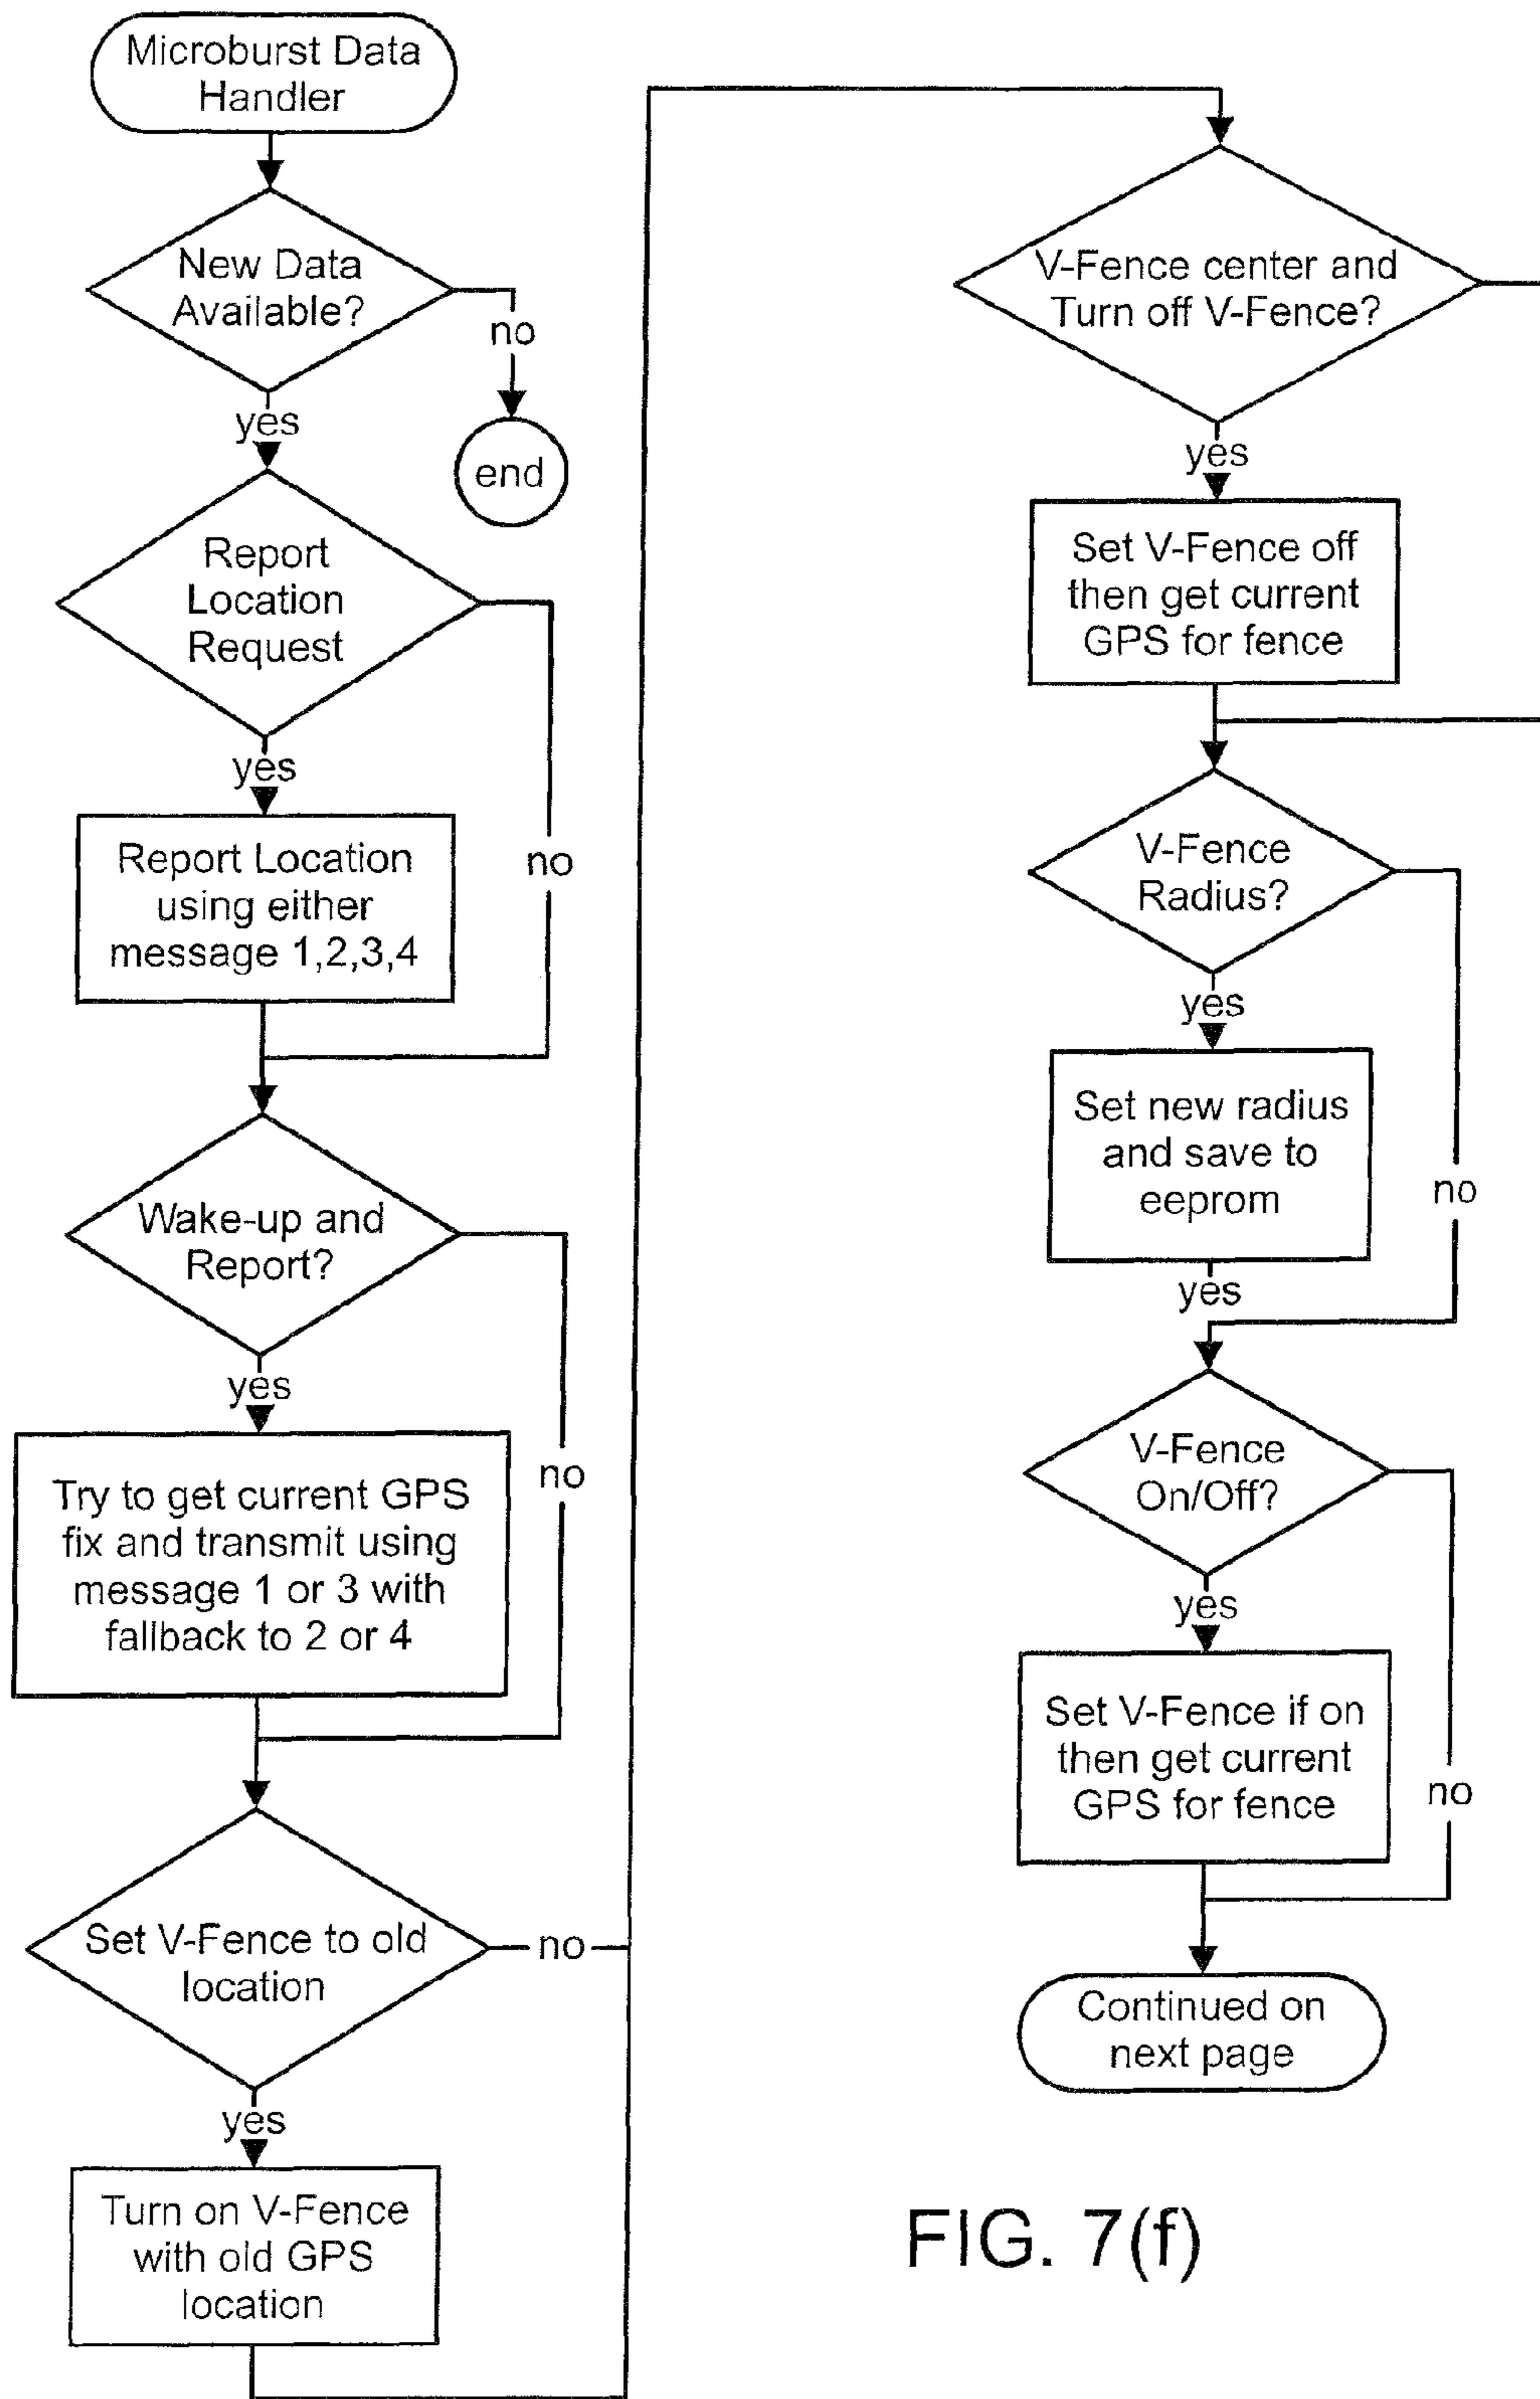 Microburst Data
Handler
New Data
Available?
no
end
yes
Report
Location
Request
no
yes
Report Location
using either
message 1,2,3,4
Wake-up and
Report?
no
yes
Try to get current GPS
fix and transmit using
message 1 or 3 with
fallback to 2 or 4
Set V-Fence to old
location
no
yes
Turn on V-Fence
with old GPS
location
V-Fence center and
Turn off V-Fence?
yes
Set V-Fence off
then get current
GPS for fence
V-Fence
Radius?
no
yes
Set new radius
and save to
eeprom
yes
V-Fence
On/Off?
no
yes
Set V-Fence if on
then get current
GPS for fence
Continued on
next page
FIG. 7(f)